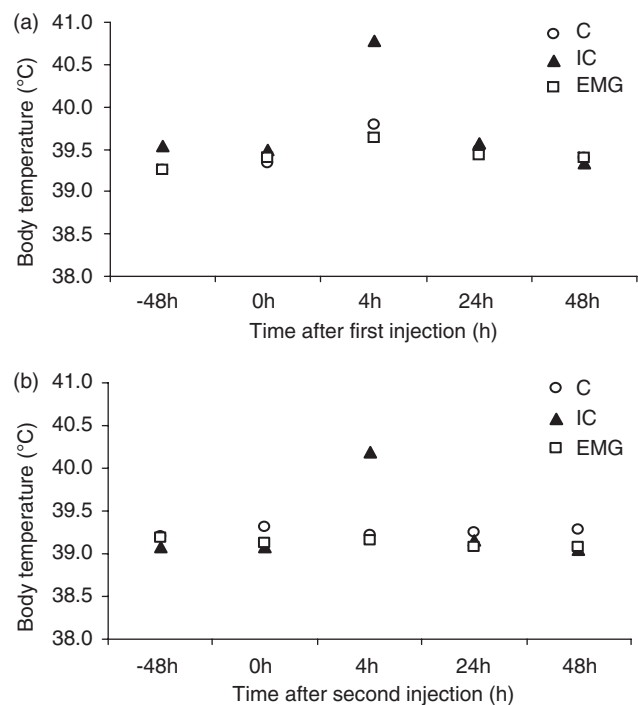 (a)
41.0
40.5
40.0
39.5
39.0
38.5
38.0
Body temperature (°C)
C
IC
EMG
-48h 0h 4h 24h 48h
Time after first injection (h)
(b)
41.0
40.5
40.0
39.5
39.0
38.5
38.0
Body temperature (°C)
C
IC
EMG
-48h 0h 4h 24h 48h
Time after second injection (h)